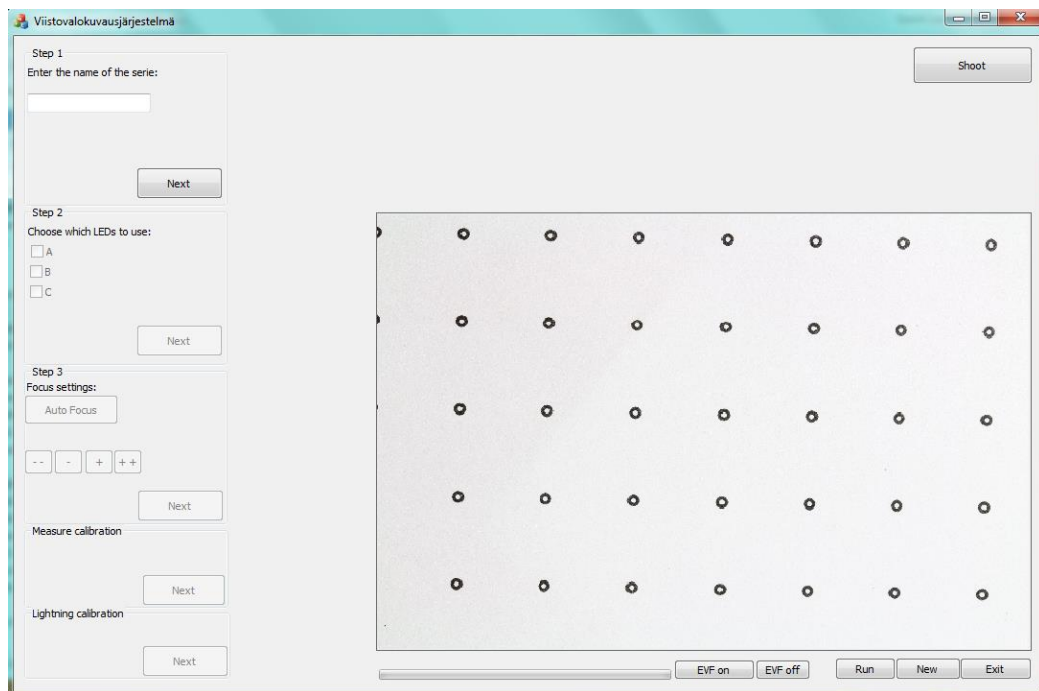 Viistovalokuvausjärjestelmä
Step 1
Enter the name of the serie:
Next
Shoot
Step 2
Choose which LEDs to use:
A
B
C
Next
Step 3
Focus settings:
Auto Focus
-- - + ++
Next
Measure calibration
Next
Lightning calibration
Next
EVF on EVF off Run New Exit